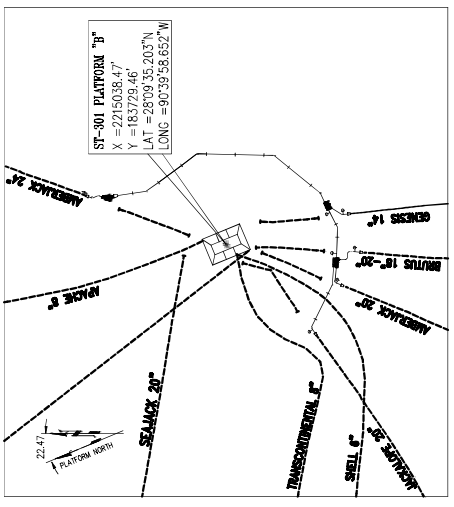 ST-301 PLATFORM "B"
X =2215038.47'
Y =183729.46'
LAT =28°09'35.203"N
LONG =90°39'58.652"W
AMBERJACK 24"
APACHE 8"
GENESIS 14"
BRUTUS 18"-20"
AMBERJACK 20"
SEAJACK 20"
TRANSCONTINENTAL 8"
SHELL 6"
JACKALOPE 20"
22.47
PLATFORM NORTH